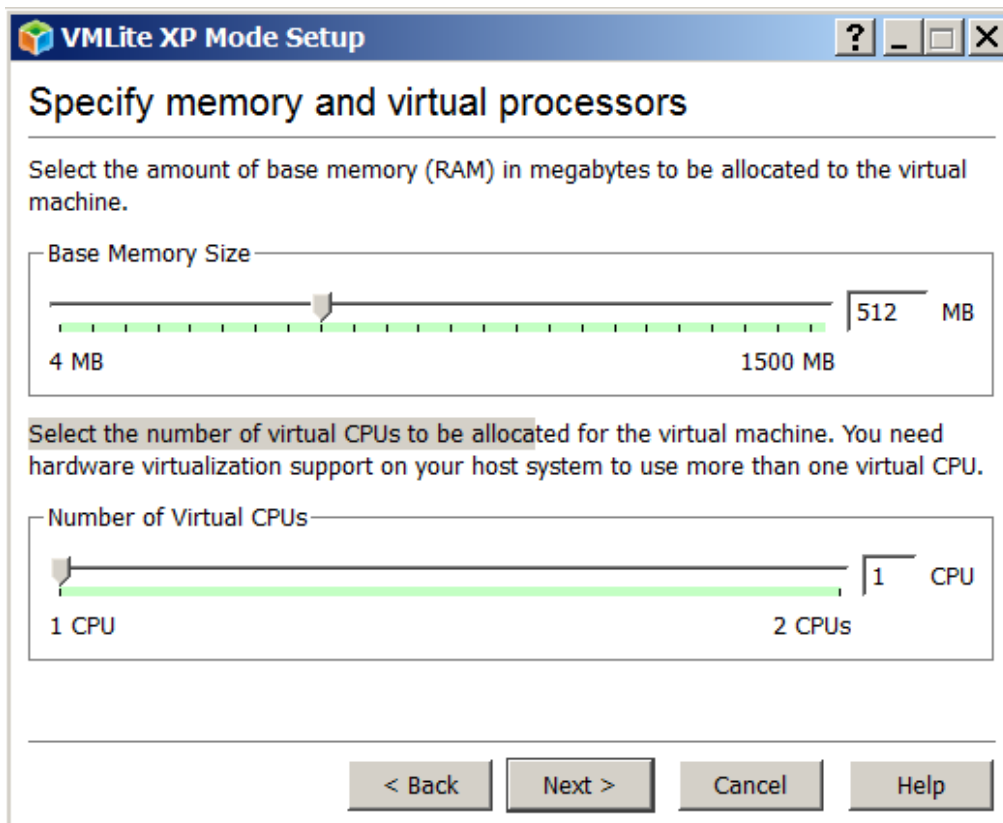 VMLite XP Mode Setup
Specify memory and virtual processors
Select the amount of base memory (RAM) in megabytes to be allocated to the virtual
machine.
Base Memory Size
512 MB
4 MB 1500 MB
Select the number of virtual CPUs to be allocated for the virtual machine. You need
hardware virtualization support on your host system to use more than one virtual CPU.
Number of Virtual CPUs
1 CPU
1 CPU 2 CPUs
< Back Next > Cancel Help